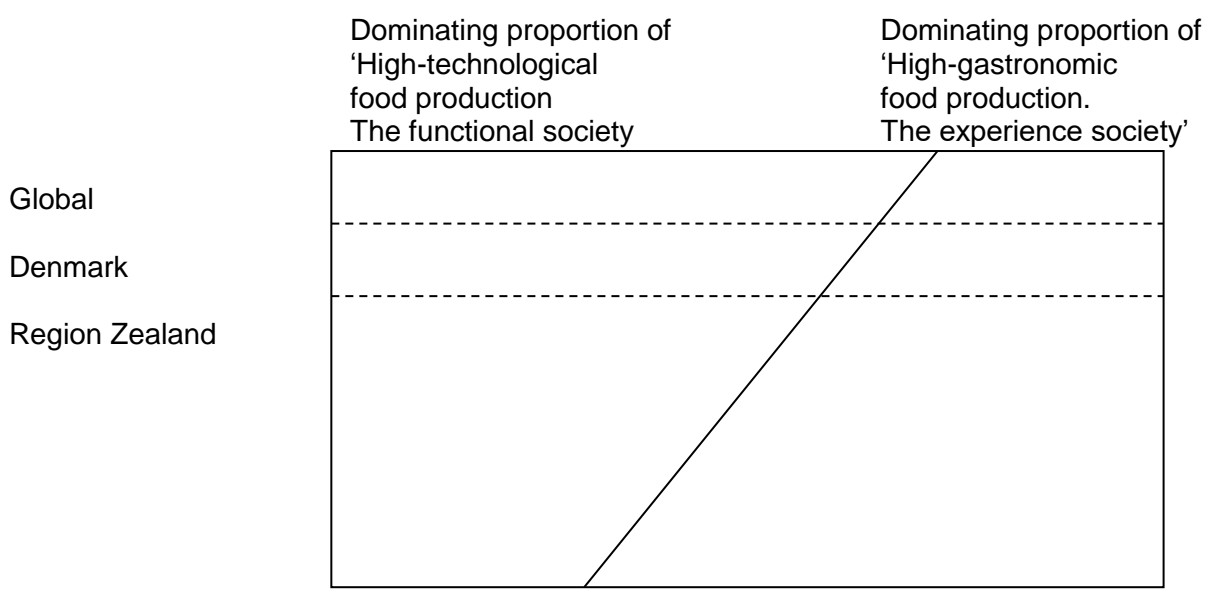 Dominating proportion of
‘High-technological
food production
The functional society
Dominating proportion of
‘High-gastronomic
food production.
The experience society’
Global
Denmark
Region Zealand